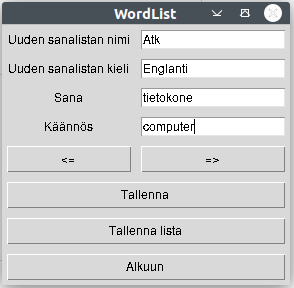 WordList
Uuden sanalistan nimi Atk
Uuden sanalistan kieli Englanti
Sana tietokone
Käännös computer
<= =>
Tallenna
Tallenna lista
Alkuun